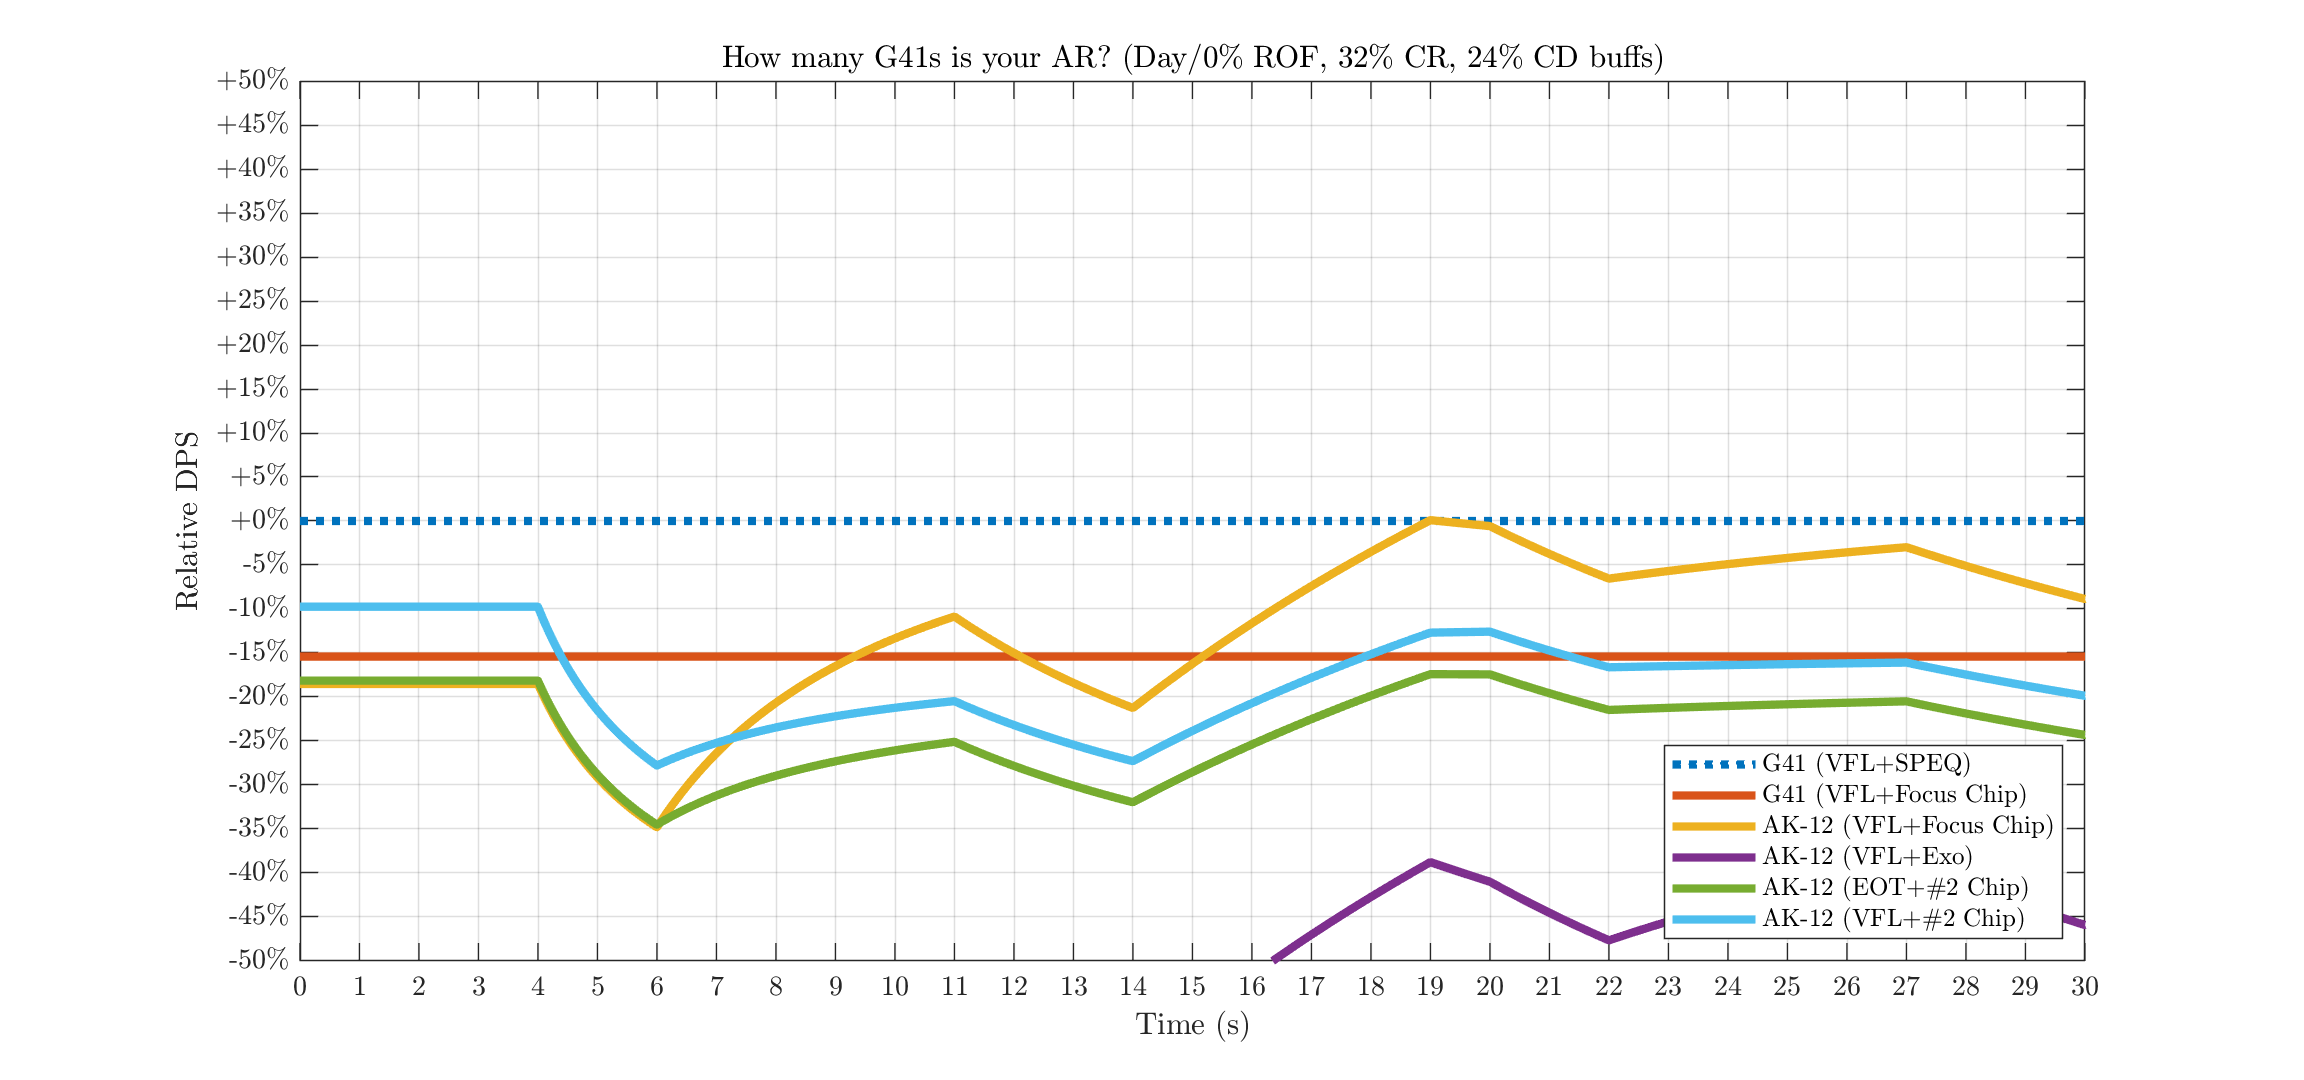 How many G41s is your AR? (Day/0% ROF, 32% CR, 24% CD buffs)
+50%
+45%
+40%
+35%
+30%
+25%
+20%
+15%
+10%
+5%
+0%
-5%
-10%
-15%
-20%
-25%
-30%
-35%
-40%
-45%
-50%
Relative DPS
G41 (VFL+SPEQ)
G41 (VFL+Focus Chip)
AK-12 (VFL+Focus Chip)
AK-12 (VFL+Exo)
AK-12 (EOT+#2 Chip)
AK-12 (VFL+#2 Chip)
0 1 2 3 4 5 6 7 8 9 10 11 12 13 14 15 16 17 18 19 20 21 22 23 24 25 26 27 28 29 30
Time (s)